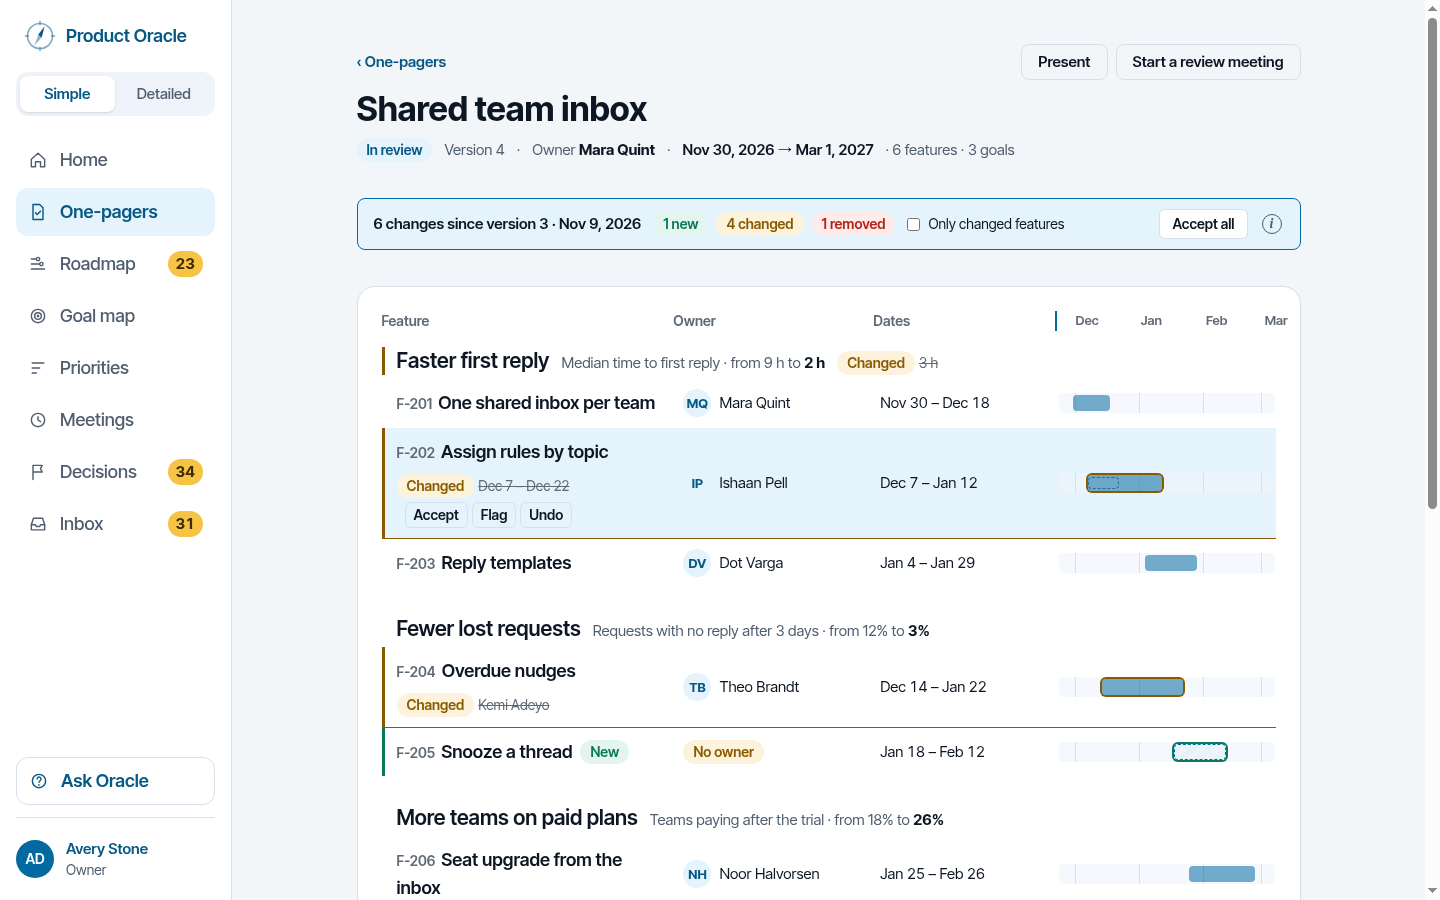 Product Oracle
Simple Detailed
Home
One-pagers
Roadmap 23
Goal map
Priorities
Meetings
Decisions 34
Inbox 31
Ask Oracle
AD Avery Stone
Owner
‹ One-pagers
Present Start a review meeting
Shared team inbox
In review Version 4 · Owner Mara Quint · Nov 30, 2026 → Mar 1, 2027 · 6 features · 3 goals
6 changes since version 3 · Nov 9, 2026 1 new 4 changed 1 removed Only changed features Accept all i
Feature Owner Dates Dec Jan Feb Mar
Faster first reply Median time to first reply · from 9 h to 2 h Changed 3 h
F-201 One shared inbox per team MQ Mara Quint Nov 30 – Dec 18
F-202 Assign rules by topic
Changed Dec 7 – Dec 22 IP Ishaan Pell Dec 7 – Jan 12
Accept Flag Undo
F-203 Reply templates DV Dot Varga Jan 4 – Jan 29
Fewer lost requests Requests with no reply after 3 days · from 12% to 3%
F-204 Overdue nudges TB Theo Brandt Dec 14 – Jan 22
Changed Kemi Adeyo
F-205 Snooze a thread New No owner Jan 18 – Feb 12
More teams on paid plans Teams paying after the trial · from 18% to 26%
F-206 Seat upgrade from the
inbox NH Noor Halvorsen Jan 25 – Feb 26